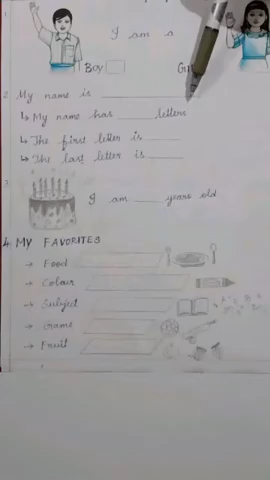 1.
I am a
Boy
2. My name is
↳ My name has letters
↳ The first letter is
↳ The last letter is
3.
I am years old
4. MY FAVORITES
→ Food
→ Colour
→ Subject
→ Game
→ Fruit